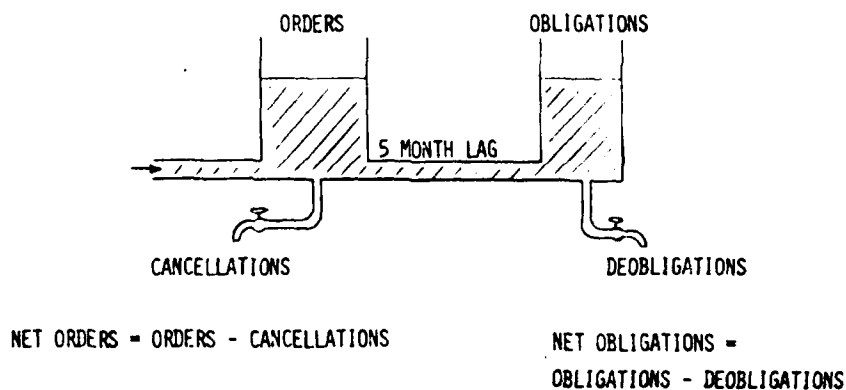 ORDERS
OBLIGATIONS
5 MONTH LAG
CANCELLATIONS
DEOBLIGATIONS
NET ORDERS = ORDERS - CANCELLATIONS
NET OBLIGATIONS =
OBLIGATIONS - DEOBLIGATIONS